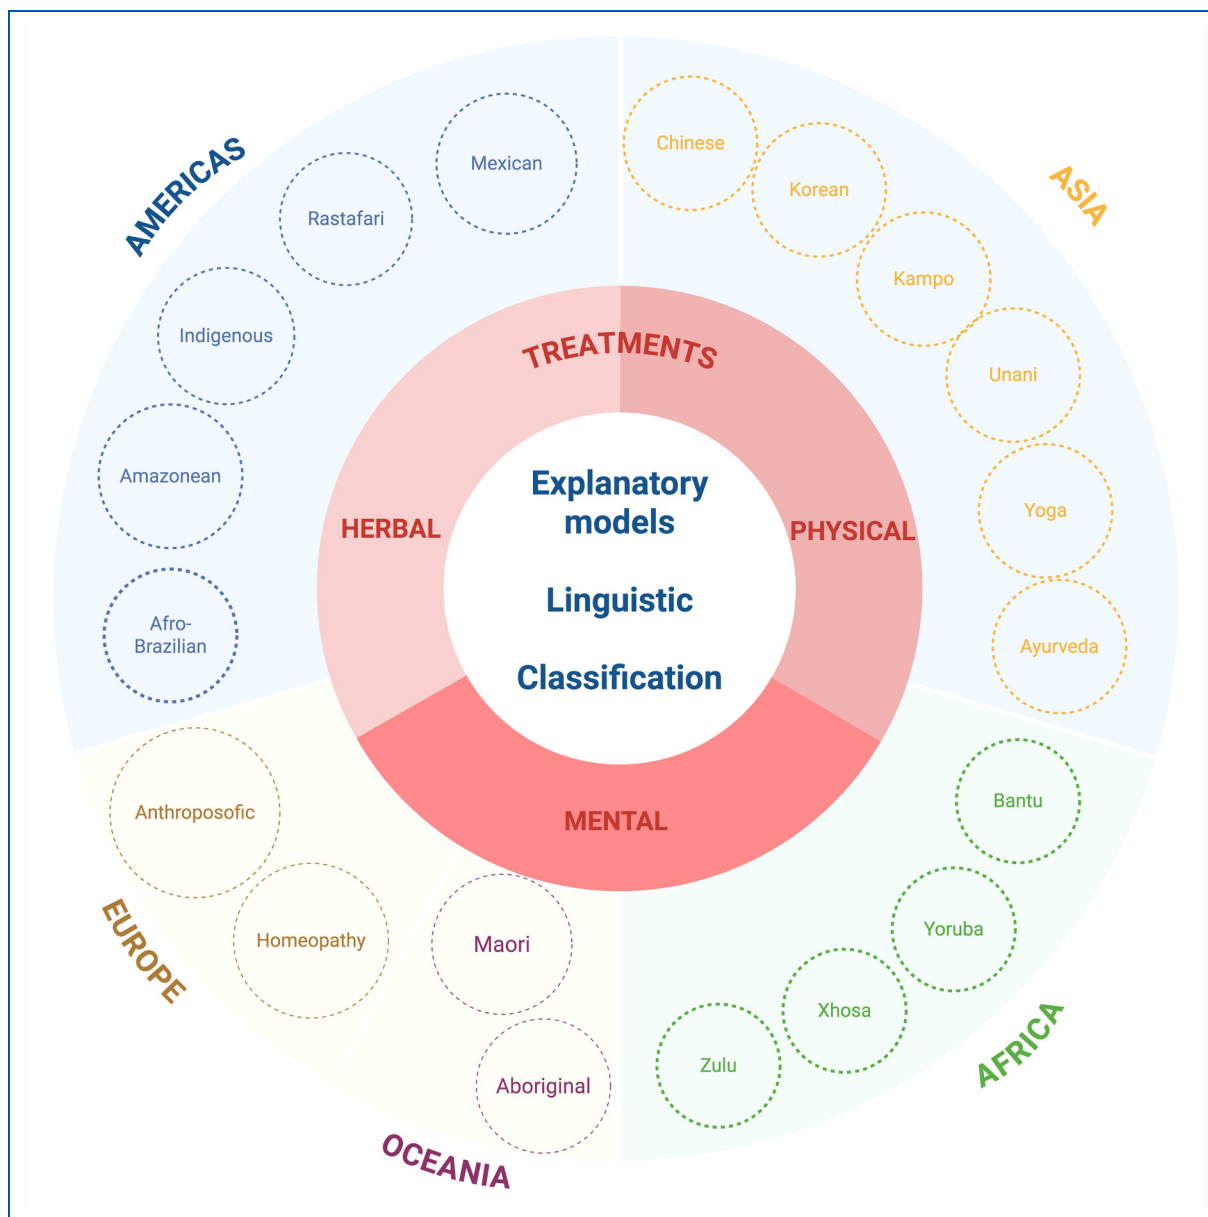 AMERICAS
Mexican
Rastafari
Indigenous
Amazonean
Afro-
Brazilian
ASIA
Chinese
Korean
Kampo
Unani
Yoga
Ayurveda
TREATMENTS
HERBAL
PHYSICAL
MENTAL
Explanatory
models
Linguistic
Classification
EUROPE
Anthroposofic
Homeopathy
OCEANIA
Maori
Aboriginal
AFRICA
Bantu
Yoruba
Xhosa
Zulu